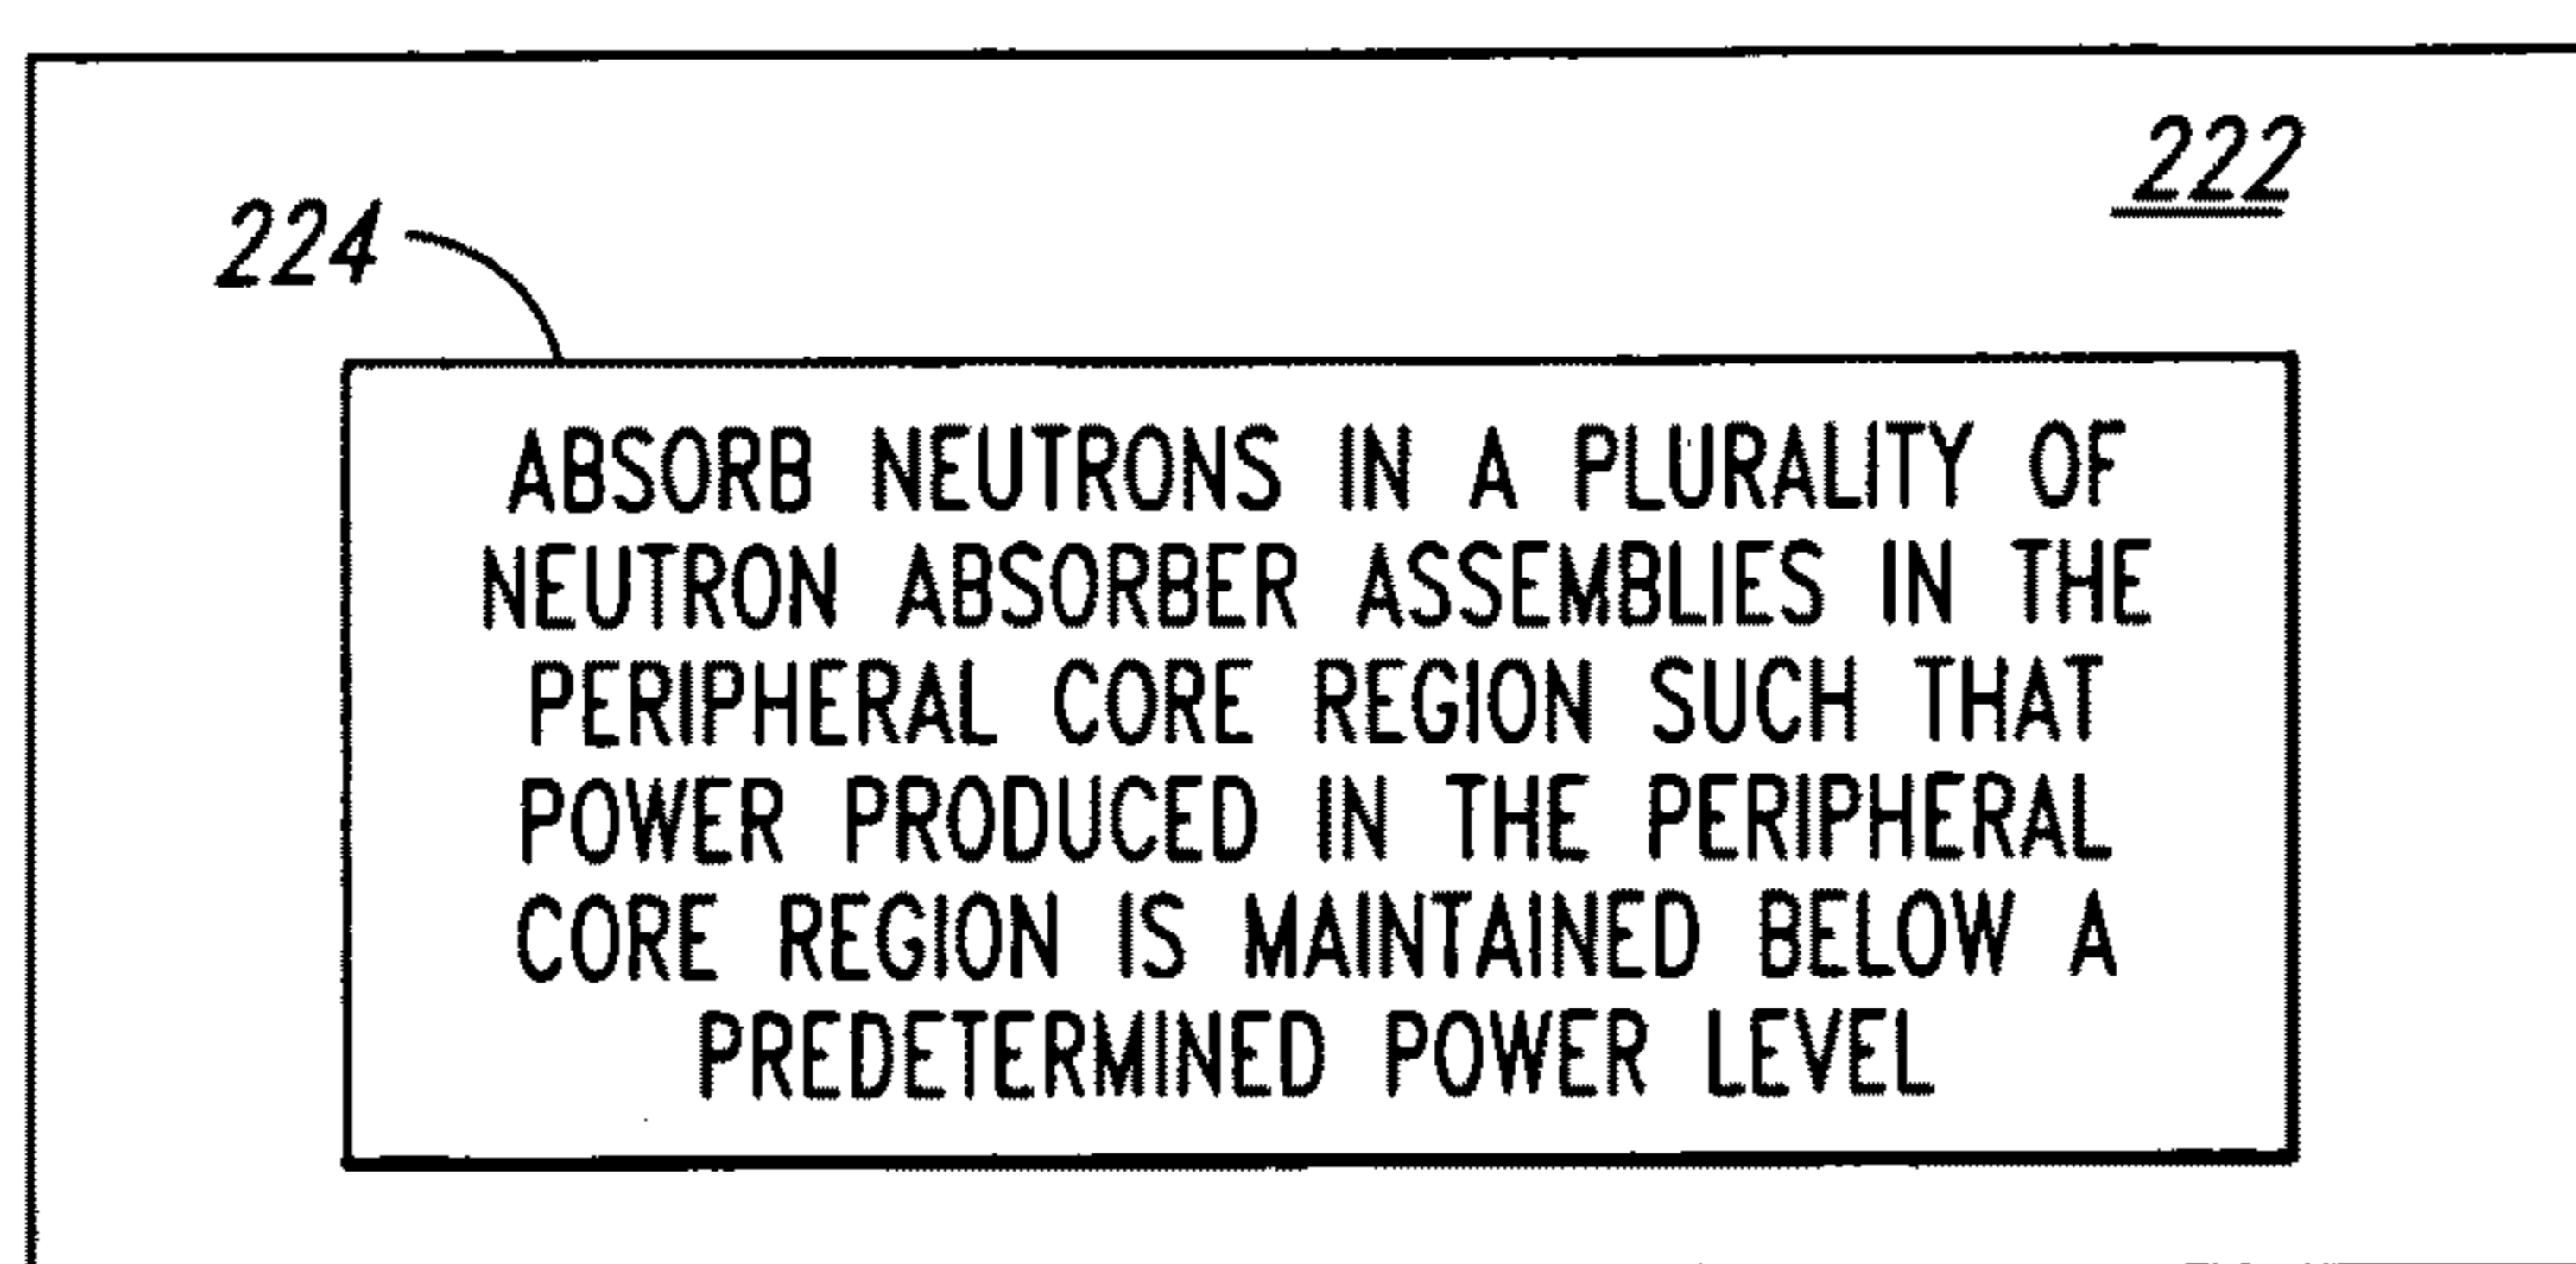 222
224
ABSORB NEUTRONS IN A PLURALITY OF
NEUTRON ABSORBER ASSEMBLIES IN THE
PERIPHERAL CORE REGION SUCH THAT
POWER PRODUCED IN THE PERIPHERAL
CORE REGION IS MAINTAINED BELOW A
PREDETERMINED POWER LEVEL